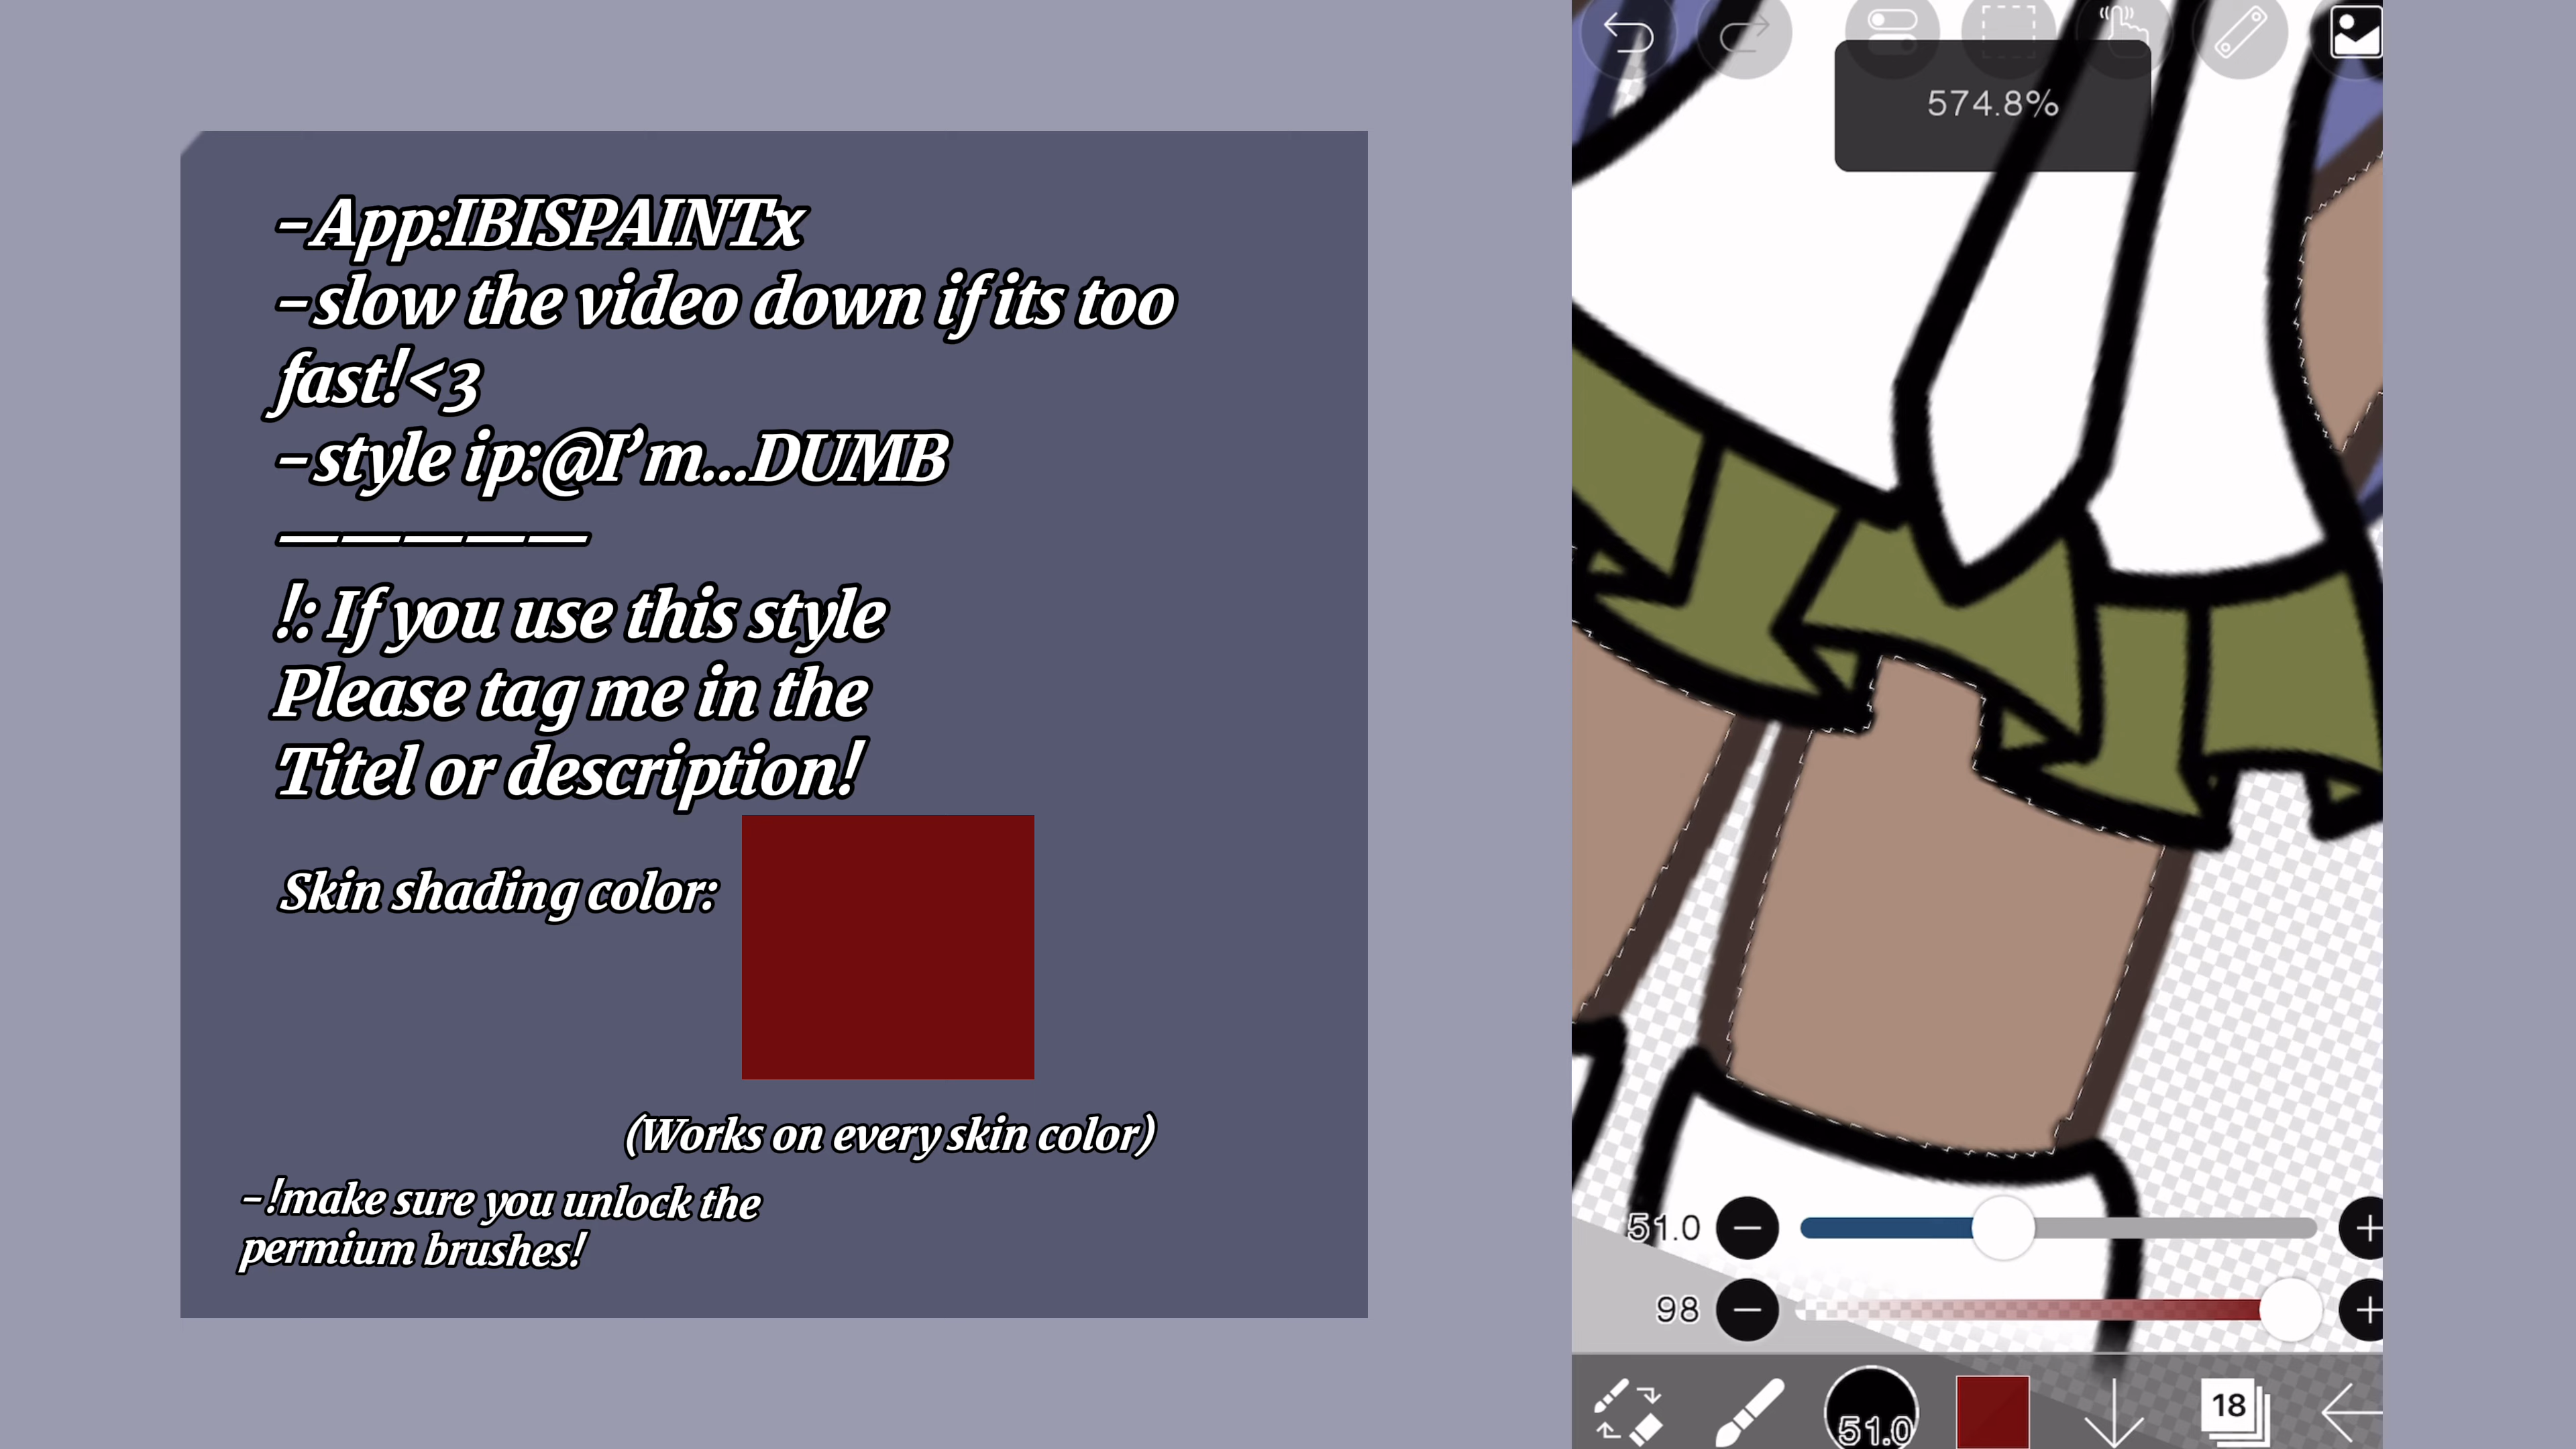 -App:IBISPAINTx
-slow the video down if its too
fast!<3
-style ip:@I'm...DUMB
—————
!: If you use this style
Please tag me in the
Titel or description!
Skin shading color:
(Works on every skin color)
-!make sure you unlock the
permium brushes!
574.8%
51.0
98
51.0
18